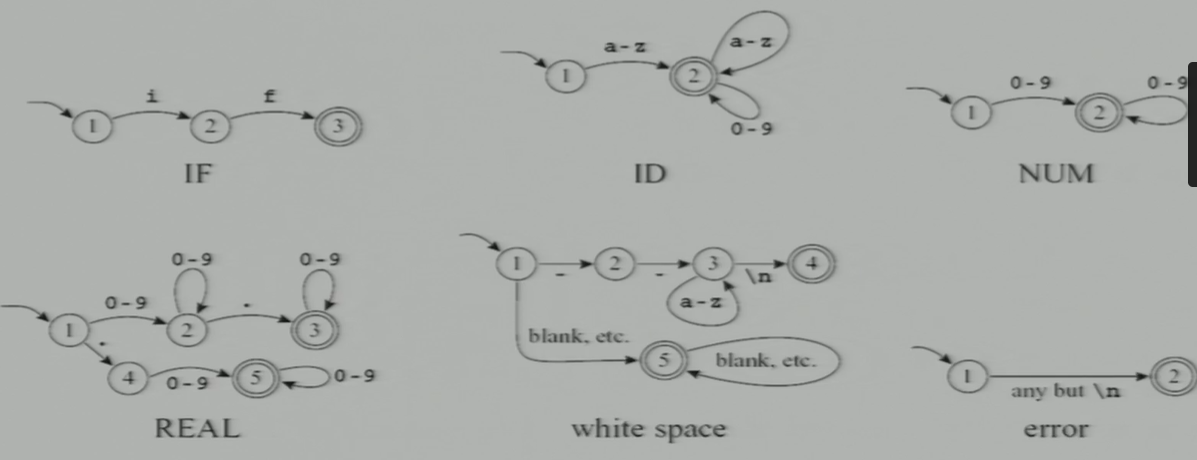 1 i 2 f 3
IF
1 a-z 2 a-z 0-9
ID
1 0-9 2 0-9
NUM
1 0-9 2 0-9 . 3 0-9
. 4 0-9 5 0-9
REAL
1 - 2 - 3 \n 4
a-z
blank, etc. 5 blank, etc.
white space
1 any but \n 2
error